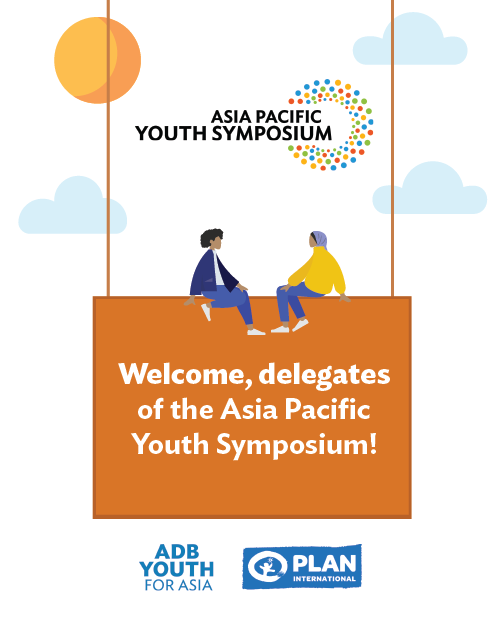 ASIA PACIFIC
YOUTH SYMPOSIUM
Welcome, delegates
of the Asia Pacific
Youth Symposium!
ADB
YOUTH
FOR ASIA
PLAN
INTERNATIONAL